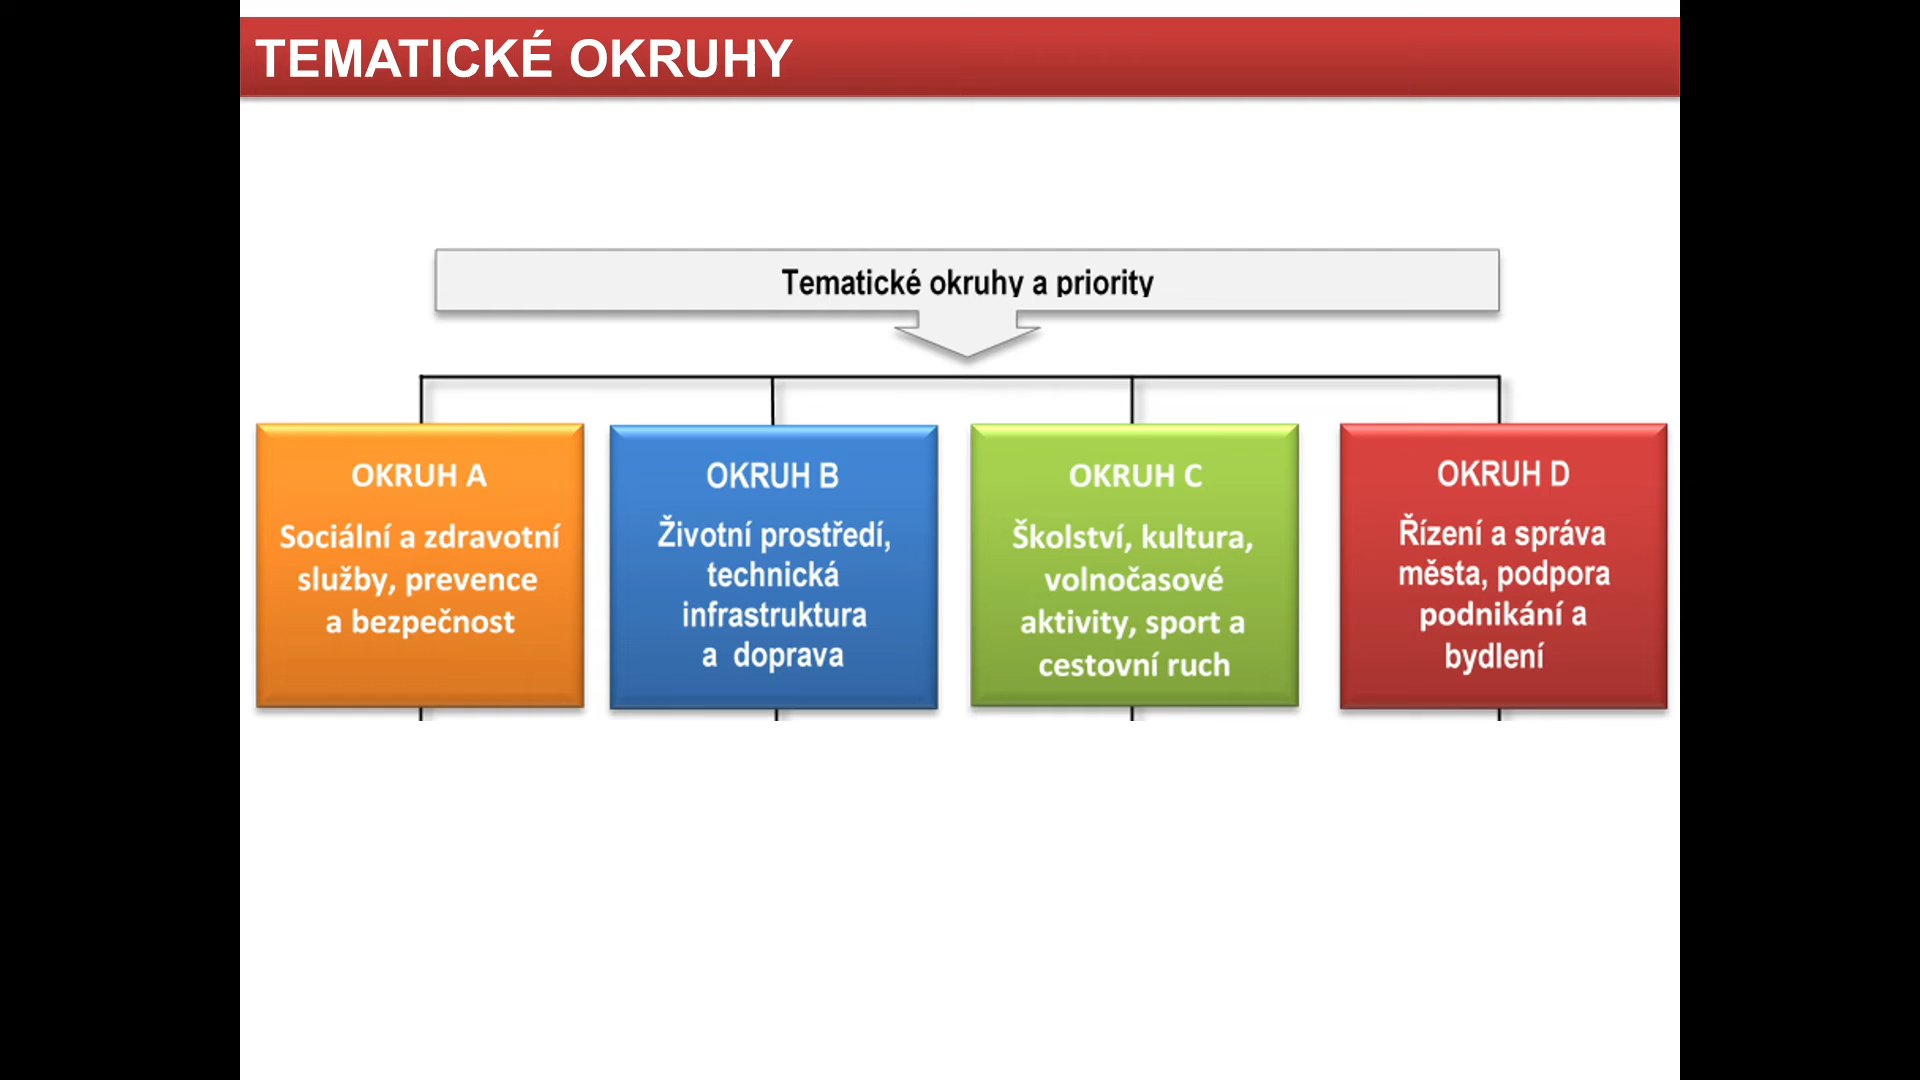 TEMATICKÉ OKRUHY
Tematické okruhy a priority
OKRUH A
Sociální a zdravotní
služby, prevence
a bezpečnost
OKRUH B
Životní prostředí,
technická
infrastruktura
a doprava
OKRUH C
Školství, kultura,
volnočasové
aktivity, sport a
cestovní ruch
OKRUH D
Řízení a správa
města, podpora
podnikání a
bydlení